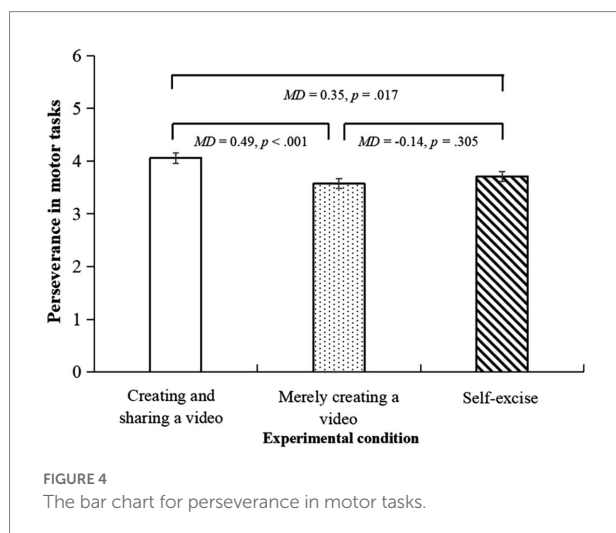 6
5
4
3
2
1
0
Perseverance in motor tasks
MD = 0.35, p = .017
MD = 0.49, p < .001
MD = -0.14, p = .305
Creating and
sharing a video
Merely creating a
video
Self-excise
Experimental condition
FIGURE 4
The bar chart for perseverance in motor tasks.